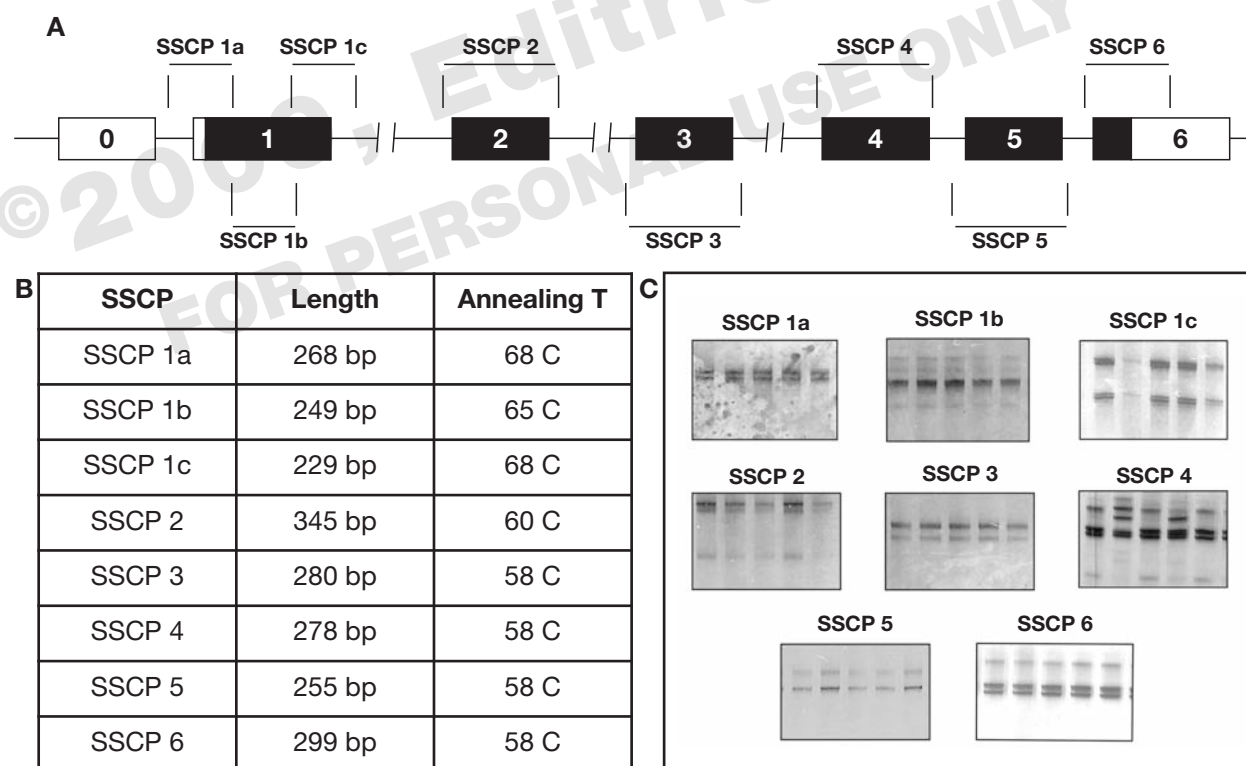 A
SSCP 1a SSCP 1c SSCP 2 SSCP 4 SSCP 6
0 1 2 3 4 5 6
SSCP 1b SSCP 3 SSCP 5
© 2006, Editri
FOR PERSONAL USE ONLY
B
SSCP Length Annealing T
SSCP 1a 268 bp 68 C
SSCP 1b 249 bp 65 C
SSCP 1c 229 bp 68 C
SSCP 2 345 bp 60 C
SSCP 3 280 bp 58 C
SSCP 4 278 bp 58 C
SSCP 5 255 bp 58 C
SSCP 6 299 bp 58 C
C
SSCP 1a SSCP 1b SSCP 1c
SSCP 2 SSCP 3 SSCP 4
SSCP 5 SSCP 6